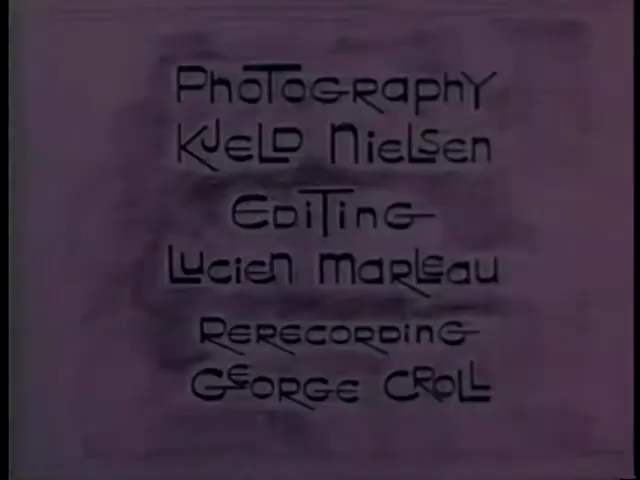 Photography
Kjeld Nielsen
Editing
Lucien Marleau
Rerecording
George Croll